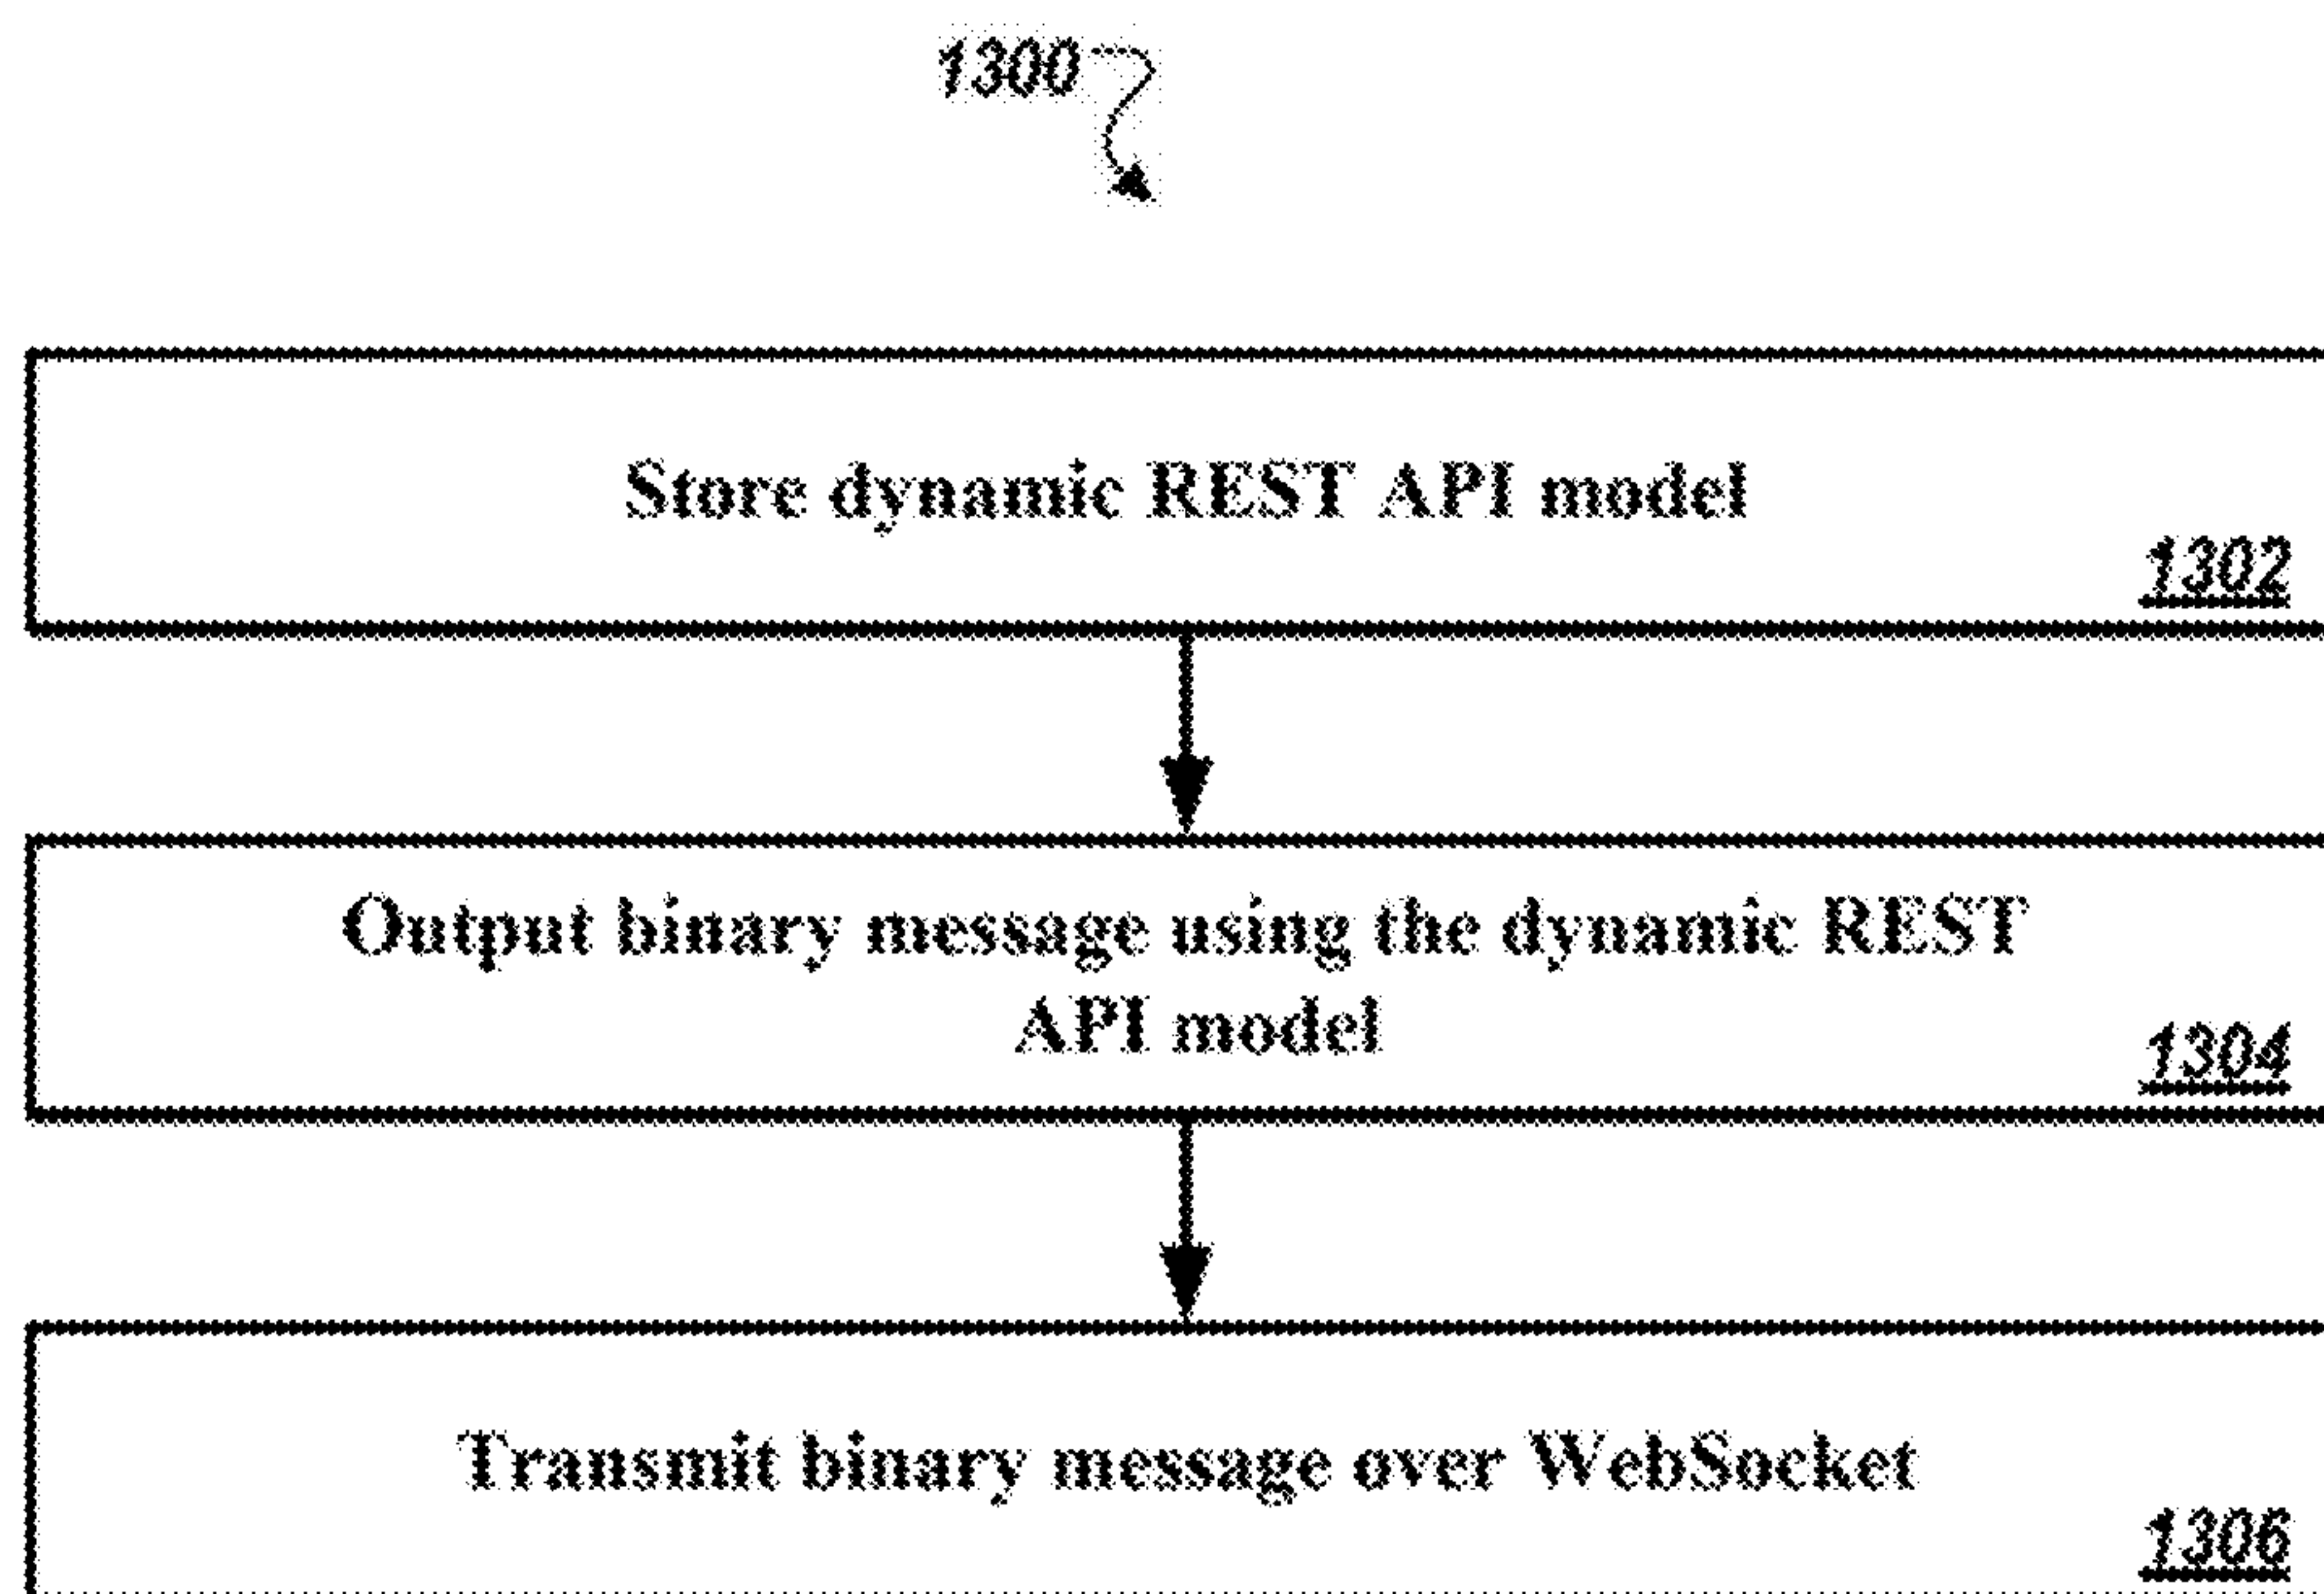 1300
Store dynamic REST API model
1302
Output binary message using the dynamic REST
API model
1304
Transmit binary message over WebSocket
1306